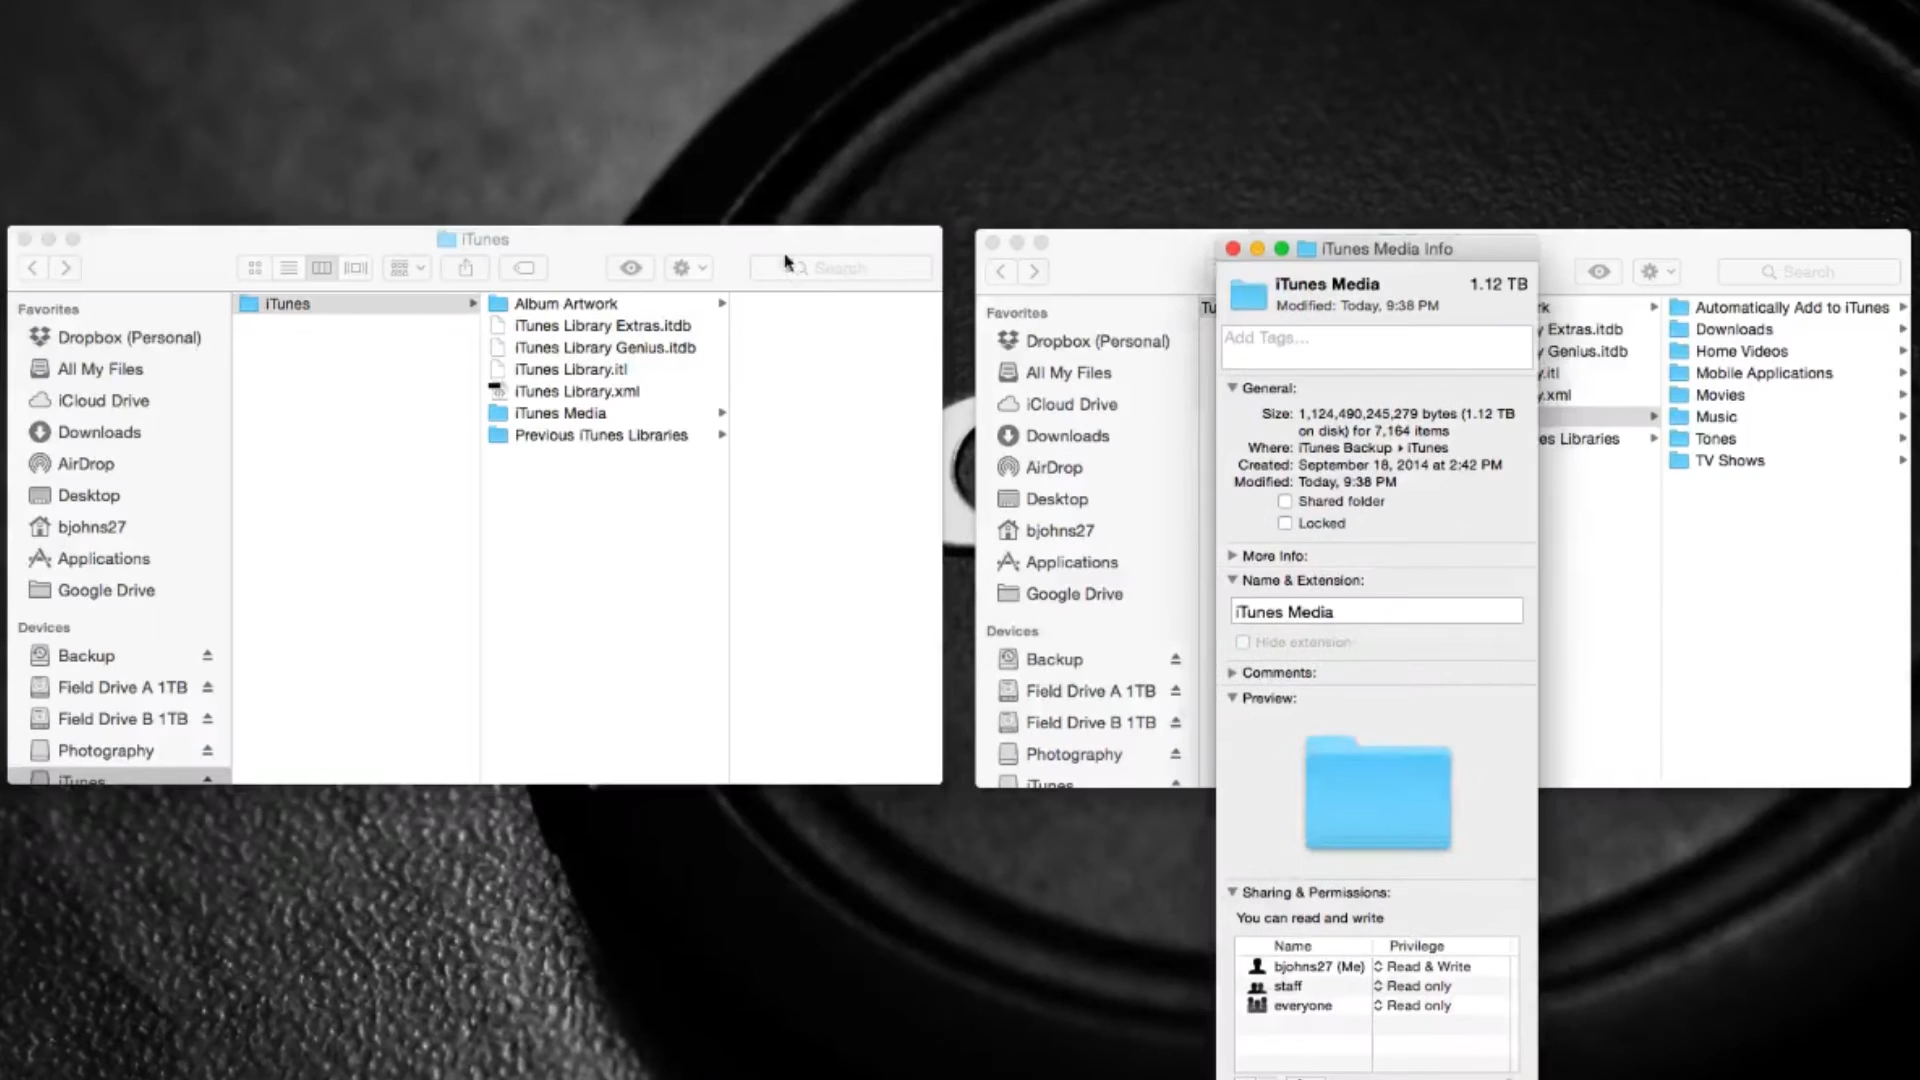 iTunes
Search
Favorites
Dropbox (Personal)
All My Files
iCloud Drive
Downloads
AirDrop
Desktop
bjohns27
Applications
Google Drive
Devices
Backup
Field Drive A 1TB
Field Drive B 1TB
Photography
iTunes
iTunes
Album Artwork
iTunes Library Extras.itdb
iTunes Library Genius.itdb
iTunes Library.itl
iTunes Library.xml
iTunes Media
Previous iTunes Libraries
Search
Favorites
Dropbox (Personal)
All My Files
iCloud Drive
Downloads
AirDrop
Desktop
bjohns27
Applications
Google Drive
Devices
Backup
Field Drive A 1TB
Field Drive B 1TB
Photography
iTunes
Extras.itdb
Genius.itdb
.itl
.xml
es Libraries
Automatically Add to iTunes
Downloads
Home Videos
Mobile Applications
Movies
Music
Tones
TV Shows
iTunes Media Info
iTunes Media 1.12 TB
Modified: Today, 9:38 PM
Add Tags...
General:
Size: 1,124,490,245,279 bytes (1.12 TB
on disk) for 7,164 items
Where: iTunes Backup ▸ iTunes
Created: September 18, 2014 at 2:42 PM
Modified: Today, 9:38 PM
Shared folder
Locked
More Info:
Name & Extension:
iTunes Media
Hide extension
Comments:
Preview:
Sharing & Permissions:
You can read and write
Name Privilege
bjohns27 (Me) Read & Write
staff Read only
everyone Read only